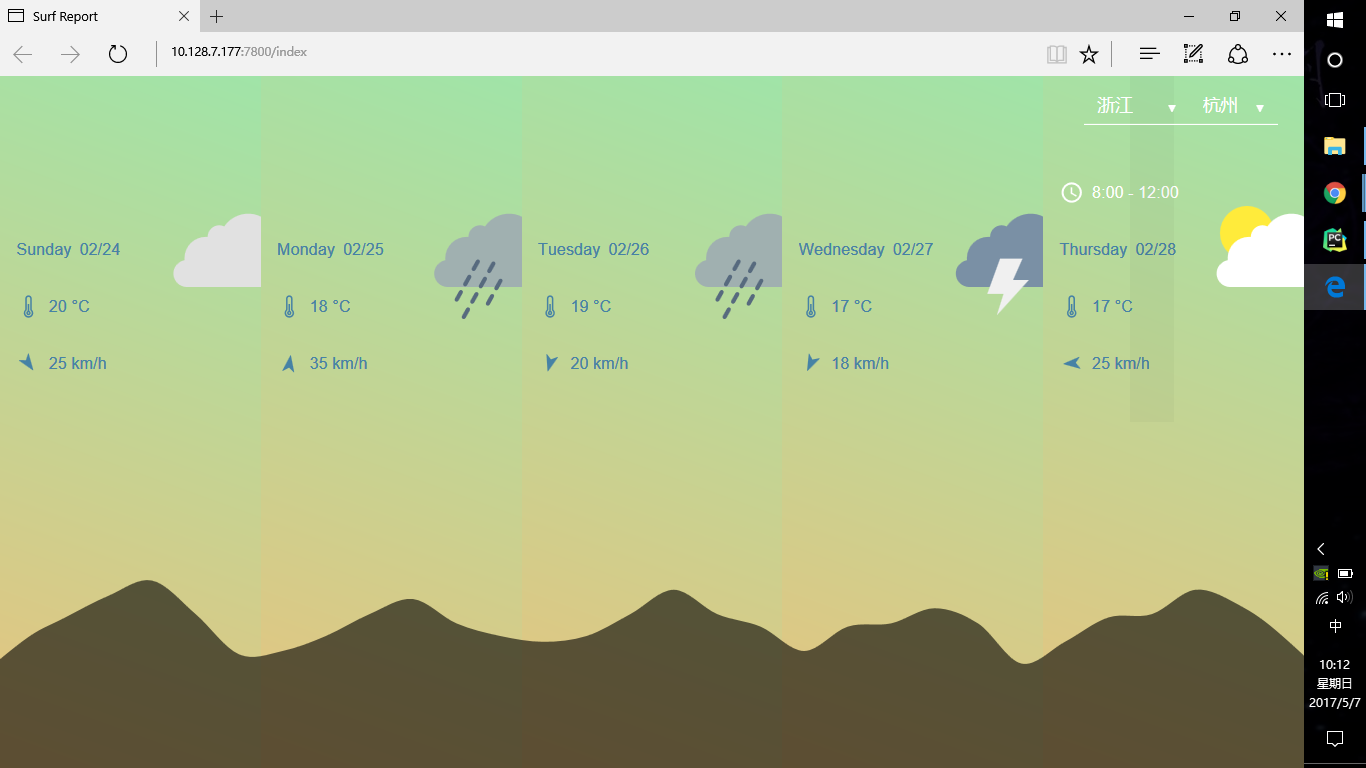 Surf Report
10.128.7.177:7800/index
浙江 杭州
8:00 - 12:00
Sunday 02/24
20 °C
25 km/h
Monday 02/25
18 °C
35 km/h
Tuesday 02/26
19 °C
20 km/h
Wednesday 02/27
17 °C
18 km/h
Thursday 02/28
17 °C
25 km/h
PC
中
10:12
星期日
2017/5/7